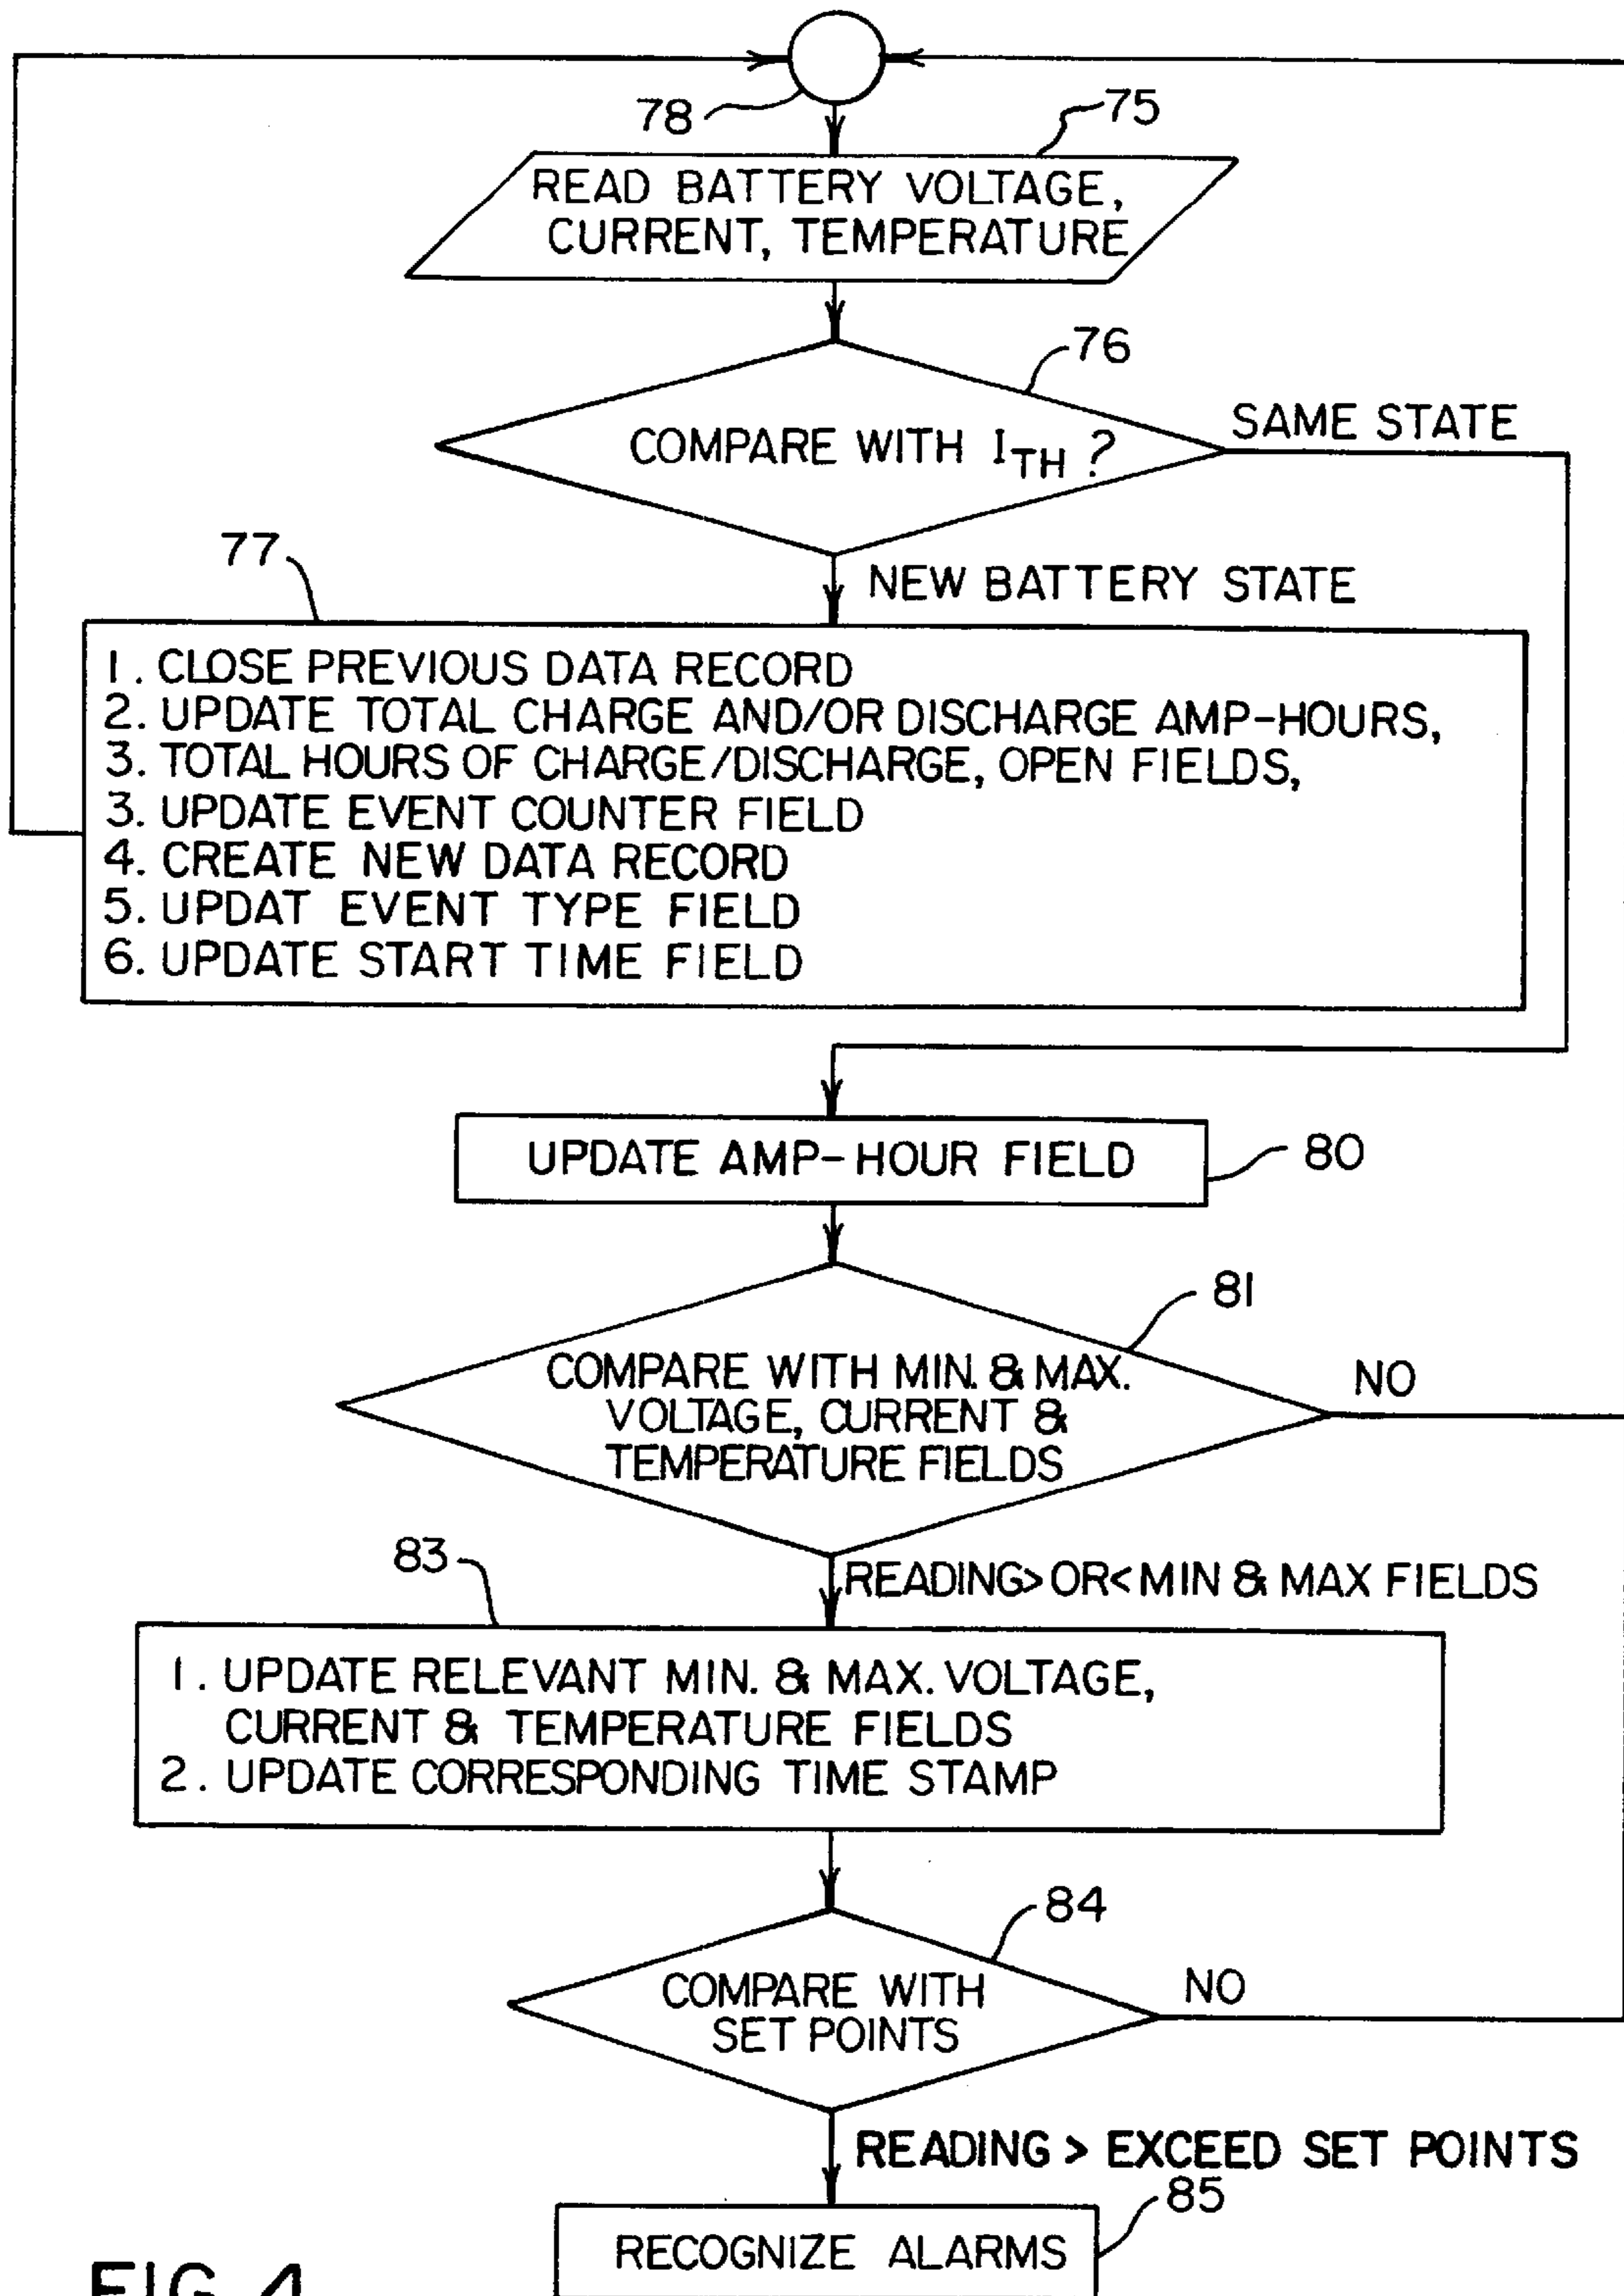 78
75
READ BATTERY VOLTAGE,
CURRENT, TEMPERATURE
76
COMPARE WITH ITH ?
SAME STATE
77
NEW BATTERY STATE
1. CLOSE PREVIOUS DATA RECORD
2. UPDATE TOTAL CHARGE AND/OR DISCHARGE AMP-HOURS,
3. TOTAL HOURS OF CHARGE/DISCHARGE, OPEN FIELDS,
3. UPDATE EVENT COUNTER FIELD
4. CREATE NEW DATA RECORD
5. UPDAT EVENT TYPE FIELD
6. UPDATE START TIME FIELD
UPDATE AMP-HOUR FIELD
80
81
COMPARE WITH MIN. & MAX.
VOLTAGE, CURRENT &
TEMPERATURE FIELDS
NO
83
READING> OR< MIN & MAX FIELDS
1. UPDATE RELEVANT MIN. & MAX. VOLTAGE,
CURRENT & TEMPERATURE FIELDS
2. UPDATE CORRESPONDING TIME STAMP
84
COMPARE WITH
SET POINTS
NO
READING > EXCEED SET POINTS
85
RECOGNIZE ALARMS
FIG. 4